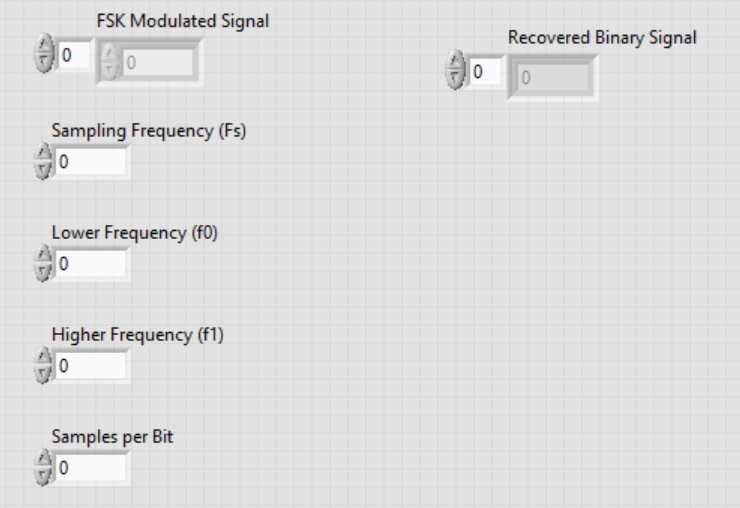 FSK Modulated Signal
0
0
Recovered Binary Signal
0
0
Sampling Frequency (Fs)
0
Lower Frequency (f0)
0
Higher Frequency (f1)
0
Samples per Bit
0